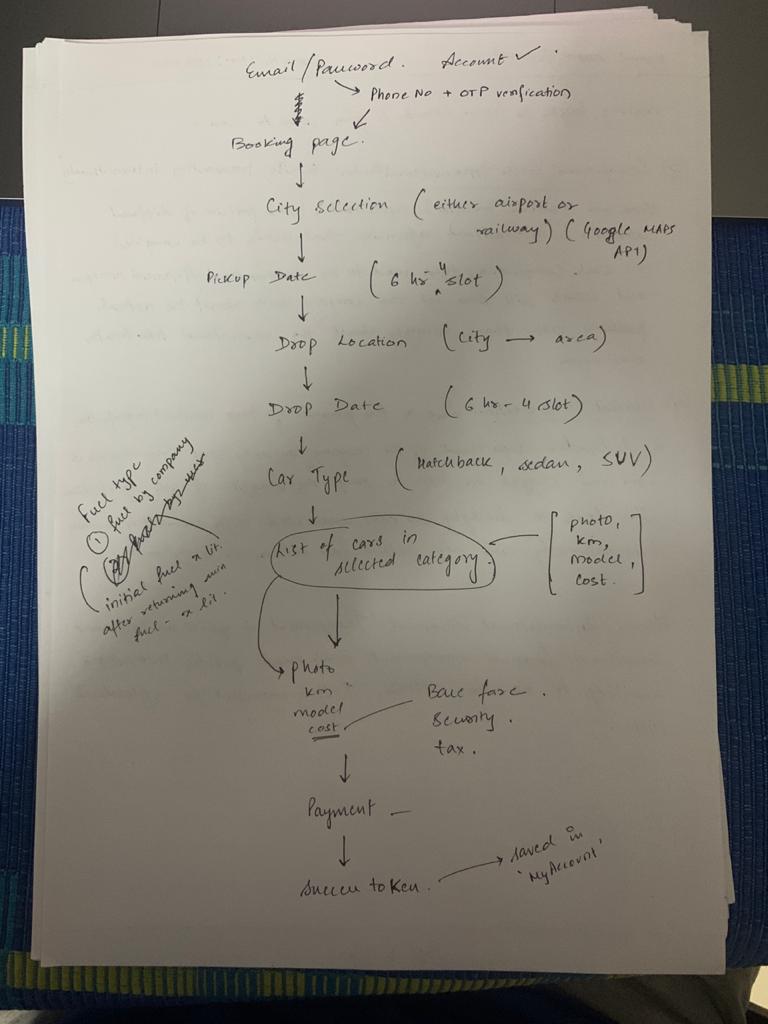 Email / Password. Account ✓ .
→ Phone No + OTP verification
Booking page.
↓
City Selection (either airport or
railway) (Google MAPS
API)
↓
Pickup Date (6 hr - 4 slot)
↓
Drop Location (City → area)
↓
Drop Date (6 hr - 4 slot)
↓
Car Type (Hatchback, sedan, SUV)
↓
List of cars in
selected category.
[photo,
km,
model,
cost.]
Fuel type
① fuel by company
initial fuel x lit.
after returning min
fuel - x lit.
↓
photo
km
model
cost
Base fare.
Security.
tax.
↓
Payment —
↓
Success token. → saved in
'MyAccount'